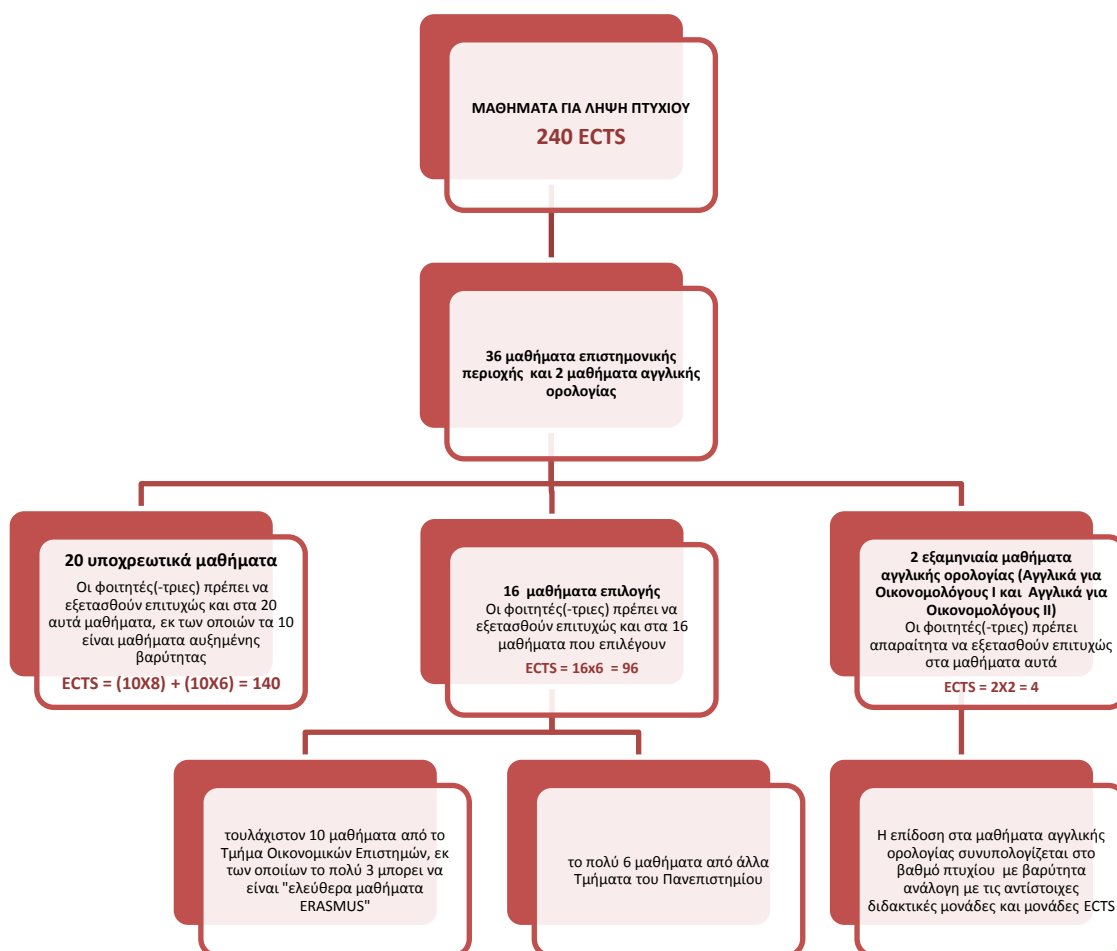 ΜΑΘΗΜΑΤΑ ΓΙΑ ΛΗΨΗ ΠΤΥΧΙΟΥ
240 ECTS
36 μαθήματα επιστημονικής
περιοχής και 2 μαθήματα αγγλικής
ορολογίας
20 υποχρεωτικά μαθήματα
Οι φοιτητές(-τριες) πρέπει να
εξετασθούν επιτυχώς και στα 20
αυτά μαθήματα, εκ των οποιών τα 10
είναι μαθήματα αυξημένης
βαρύτητας
ECTS = (10X8) + (10X6) = 140
16 μαθήματα επιλογής
Οι φοιτητές(-τριες) πρέπει να
εξετασθούν επιτυχώς και στα 16
μαθήματα που επιλέγουν
ECTS = 16x6 = 96
2 εξαμηνιαία μαθήματα
αγγλικής ορολογίας (Αγγλικά για
Οικονομολόγους Ι και Αγγλικά για
Οικονομολόγους ΙΙ)
Οι φοιτητές(-τριες) πρέπει
απαραίτητα να εξετασθούν επιτυχώς
στα μαθήματα αυτά
ECTS = 2X2 = 4
τουλάχιστον 10 μαθήματα από το
Τμήμα Οικονομικών Επιστημών, εκ
των οποίιων το πολύ 3 μπορει να
είναι "ελεύθερα μαθήματα
ERASMUS"
το πολύ 6 μαθήματα από άλλα
Τμήματα του Πανεπιστημίου
Η επίδοση στα μαθήματα αγγλικής
ορολογίας συνυπολογίζεται στο
βαθμό πτυχίου με βαρύτητα
ανάλογη με τις αντίστοιχες
διδακτικές μονάδες και μονάδες ECTS